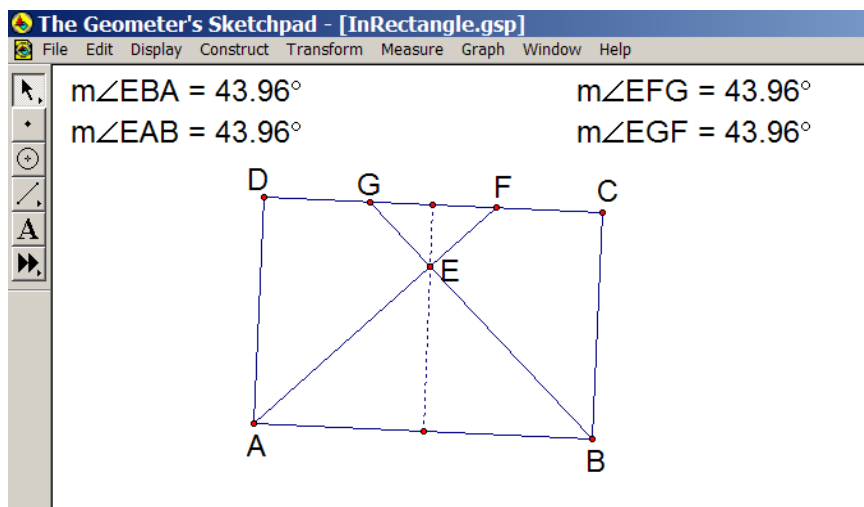 The Geometer's Sketchpad - [InRectangle.gsp]
File Edit Display Construct Transform Measure Graph Window Help
m∠EBA = 43.96° m∠EFG = 43.96°
m∠EAB = 43.96° m∠EGF = 43.96°
D G F C
E
A B
A